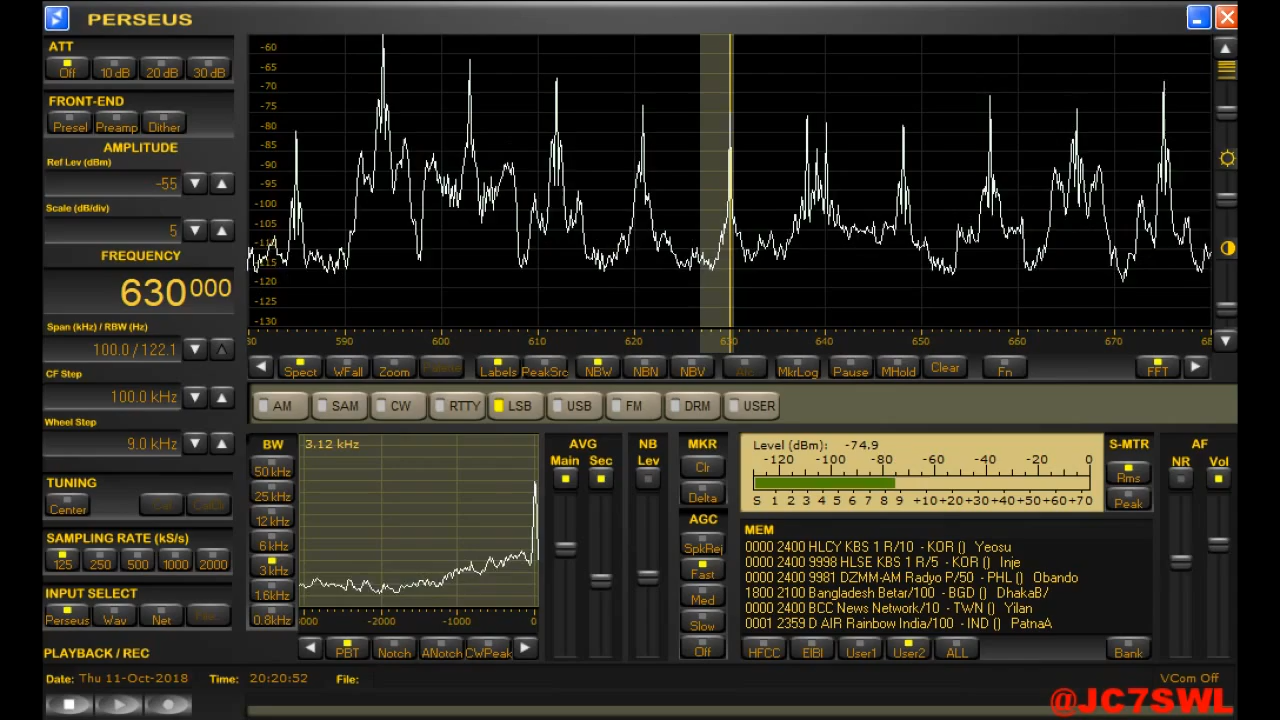 PERSEUS
ATT
Off 10 dB 20 dB 30 dB
FRONT-END
Presel Preamp Dither
AMPLITUDE
Ref Lev (dBm)
-55
Scale (dB/div)
5
FREQUENCY
630 000
Span (kHz) / RBW (Hz)
100.0 / 122.1
CF Step
100.0 kHz
Wheel Step
9.0 kHz
TUNING
Center
SAMPLING RATE (kS/s)
125 250 500 1000 2000
INPUT SELECT
Perseus Wav Net
PLAYBACK / REC
-60
-65
-70
-75
-80
-85
-90
-95
-100
-105
-110
-115
-120
-125
-130
80 590 600 610 620 630 640 650 660 670 68
Spect WFall Zoom Labels PeakSrc NBW NBN NBV MkrLog Pause MHold Clear Fn FFT
AM SAM CW RTTY LSB USB FM DRM USER
BW
50 kHz
25 kHz
12 kHz
6 kHz
3 kHz
1.6kHz
0.8kHz
3.12 kHz
-3000 -2000 -1000 0
PBT Notch ANotch CWPeak
AVG
Main Sec
NB
Lev
MKR
Clr
Delta
AGC
SpkRej
Fast
Med
Slow
Off
Level (dBm): -74.9
-120 -100 -80 -60 -40 -20 0
S 1 2 3 4 5 6 7 8 9 +10+20+30+40+50+60+70
S-MTR
Rms
Peak
AF
NR Vol
MEM
0000 2400 HLCY KBS 1 R/10 - KOR () Yeosu
0000 2400 9998 HLSE KBS 1 R/5 - KOR () Inje
0000 2400 9981 DZMM-AM Radyo P/50 - PHL () Obando
1800 2100 Bangladesh Betar/100 - BGD () DhakaB/
0000 2400 BCC News Network/10 - TWN () Yilan
0001 2359 D AIR Rainbow India/100 - IND () PatnaA
HFCC EIBI User1 User2 ALL Bank
Date: Thu 11-Oct-2018 Time: 20:20:52 File:
VCom Off
@JC7SWL